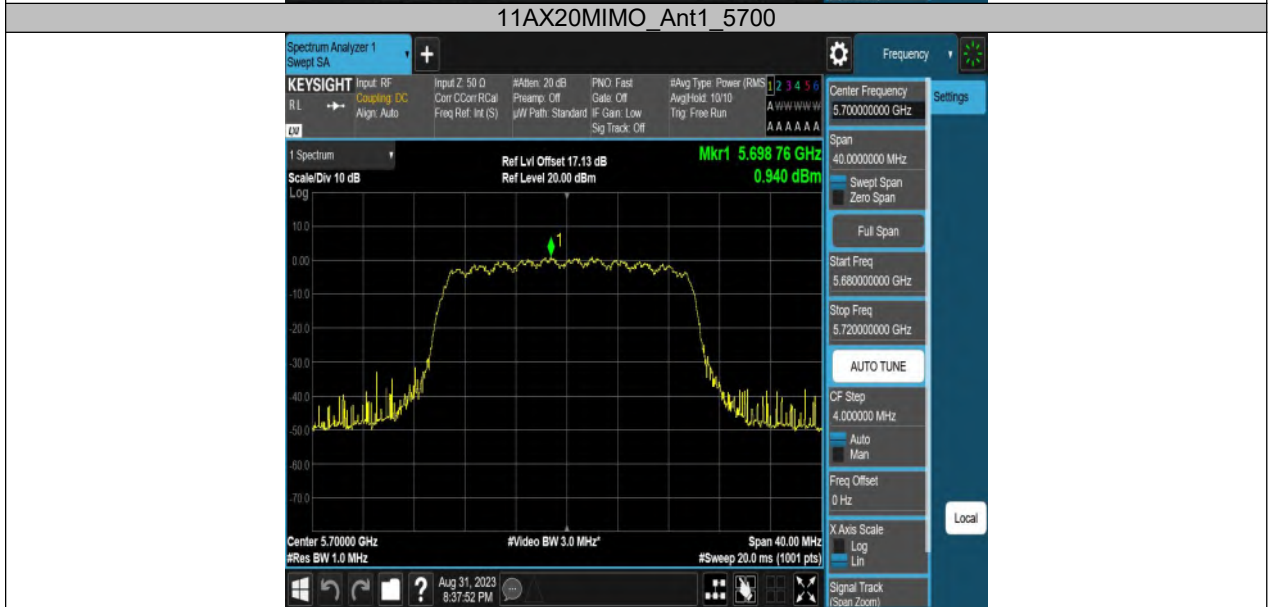 11AX20MIMO_Ant1_5700
Spectrum Analyzer 1
Swept SA
+
Frequency
KEYSIGHT
RL
LXI
Input: RF
Coupling: DC
Align: Auto
Input Z: 50 Ω
Corr CCorr RCal
Freq Ref: Int (S)
#Atten: 20 dB
Preamp: Off
µW Path: Standard
PNO: Fast
Gate: Off
IF Gain: Low
Sig Track: Off
#Avg Type: Power (RMS
Avg|Hold: 10/10
Trig: Free Run
1 2 3 4 5 6
A W W W W W
A A A A A A
1 Spectrum
Scale/Div 10 dB
Log
Ref Lvl Offset 17.13 dB
Ref Level 20.00 dBm
Mkr1 5.698 76 GHz
0.940 dBm
1
10.0
0.00
-10.0
-20.0
-30.0
-40.0
-50.0
-60.0
-70.0
Center 5.70000 GHz
#Res BW 1.0 MHz
#Video BW 3.0 MHz*
Span 40.00 MHz
#Sweep 20.0 ms (1001 pts)
?
Aug 31, 2023
8:37:52 PM
Center Frequency
5.700000000 GHz
Span
40.0000000 MHz
Swept Span
Zero Span
Full Span
Start Freq
5.680000000 GHz
Stop Freq
5.720000000 GHz
AUTO TUNE
CF Step
4.000000 MHz
Auto
Man
Freq Offset
0 Hz
X Axis Scale
Log
Lin
Signal Track
(Span Zoom)
Settings
Local